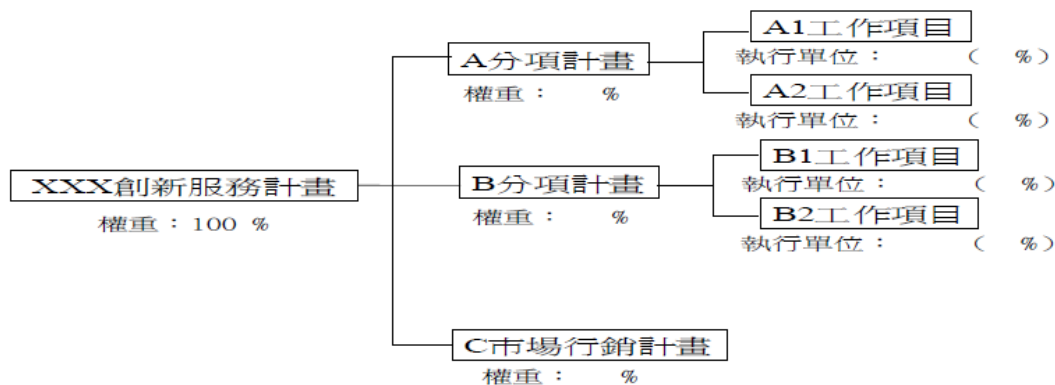 XXX創新服務計畫
權重：100 %
A分項計畫
權重：　　%
A1工作項目
執行單位：　　　（　%）
A2工作項目
執行單位：　　　（　%）
B分項計畫
權重：　　%
B1工作項目
執行單位：　　　（　%）
B2工作項目
執行單位：　　　（　%）
C市場行銷計畫
權重：　　%